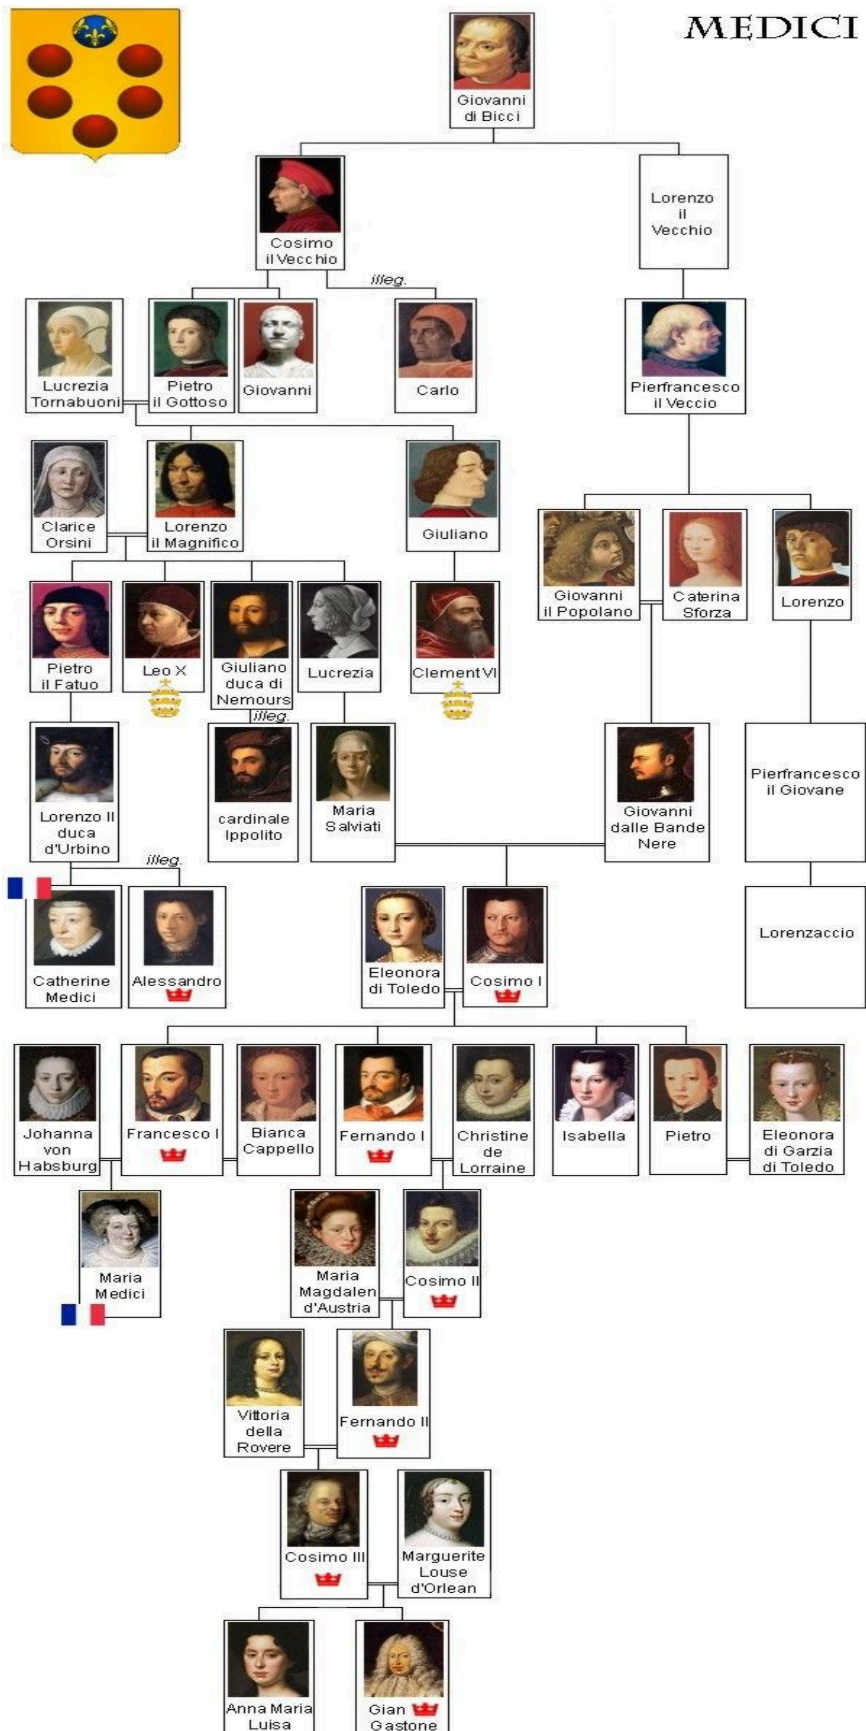 MEDICI
Giovanni
di Bicci
Cosimo
il Vecchio
Lorenzo
il
Vecchio
illeg.
Lucrezia
Tornabuoni
Pietro
il Gottoso
Giovanni
Carlo
Pierfrancesco
il Veccio
Clarice
Orsini
Lorenzo
il Magnifico
Giuliano
Giovanni
il Popolano
Caterina
Sforza
Lorenzo
Pietro
il Fatuo
Leo X
Giuliano
duca di
Nemours
Lucrezia
Clement VI
illeg.
Lorenzo II
duca
d'Urbino
cardinale
Ippolito
Maria
Salviati
Giovanni
dalle Bande
Nere
Pierfrancesco
il Giovane
illeg.
Catherine
Medici
Alessandro
Eleonora
di Toledo
Cosimo I
Lorenzaccio
Johanna
von
Habsburg
Francesco I
Bianca
Cappello
Fernando I
Christine
de
Lorraine
Isabella
Pietro
Eleonora
di Garzia
di Toledo
Maria
Medici
Maria
Magdalen
d'Austria
Cosimo II
Vittoria
della
Rovere
Fernando II
Cosimo III
Marguerite
Louse
d'Orlean
Anna Maria
Luisa
Gian
Gastone